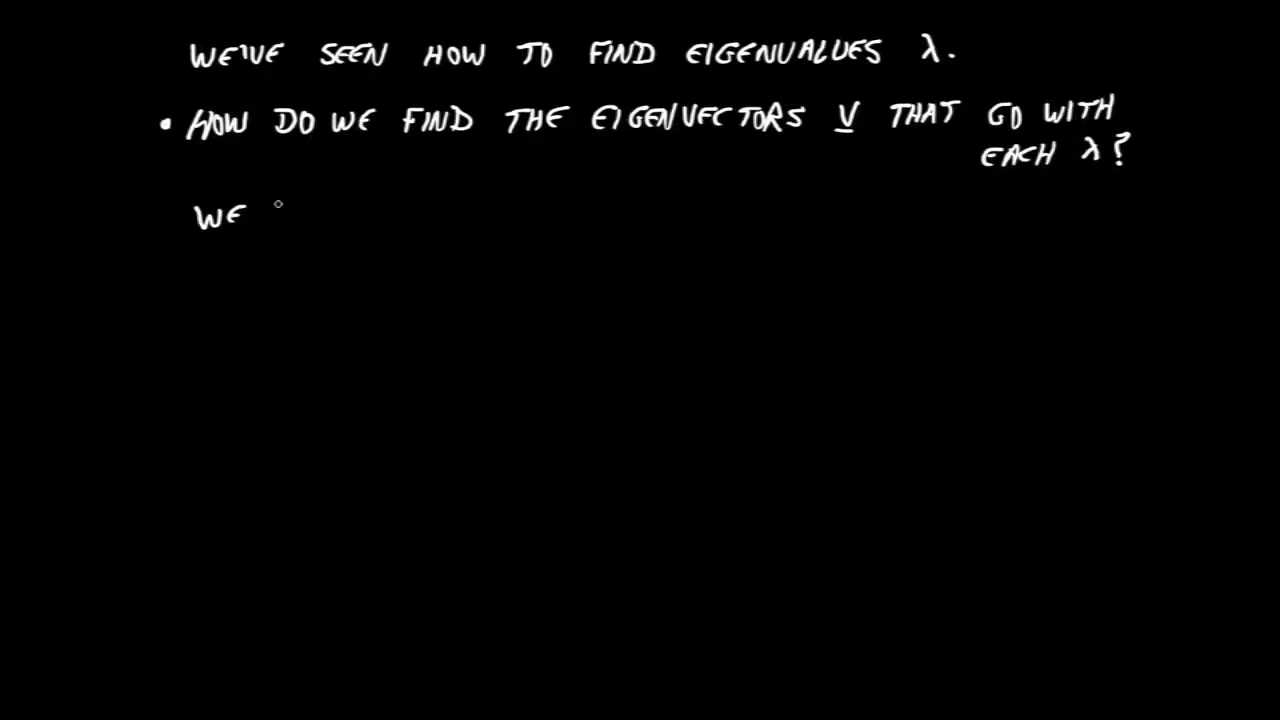 WE'VE SEEN HOW TO FIND EIGENVALUES λ.
• HOW DO WE FIND THE EIGENVECTORS V THAT GO WITH
EACH λ?
WE